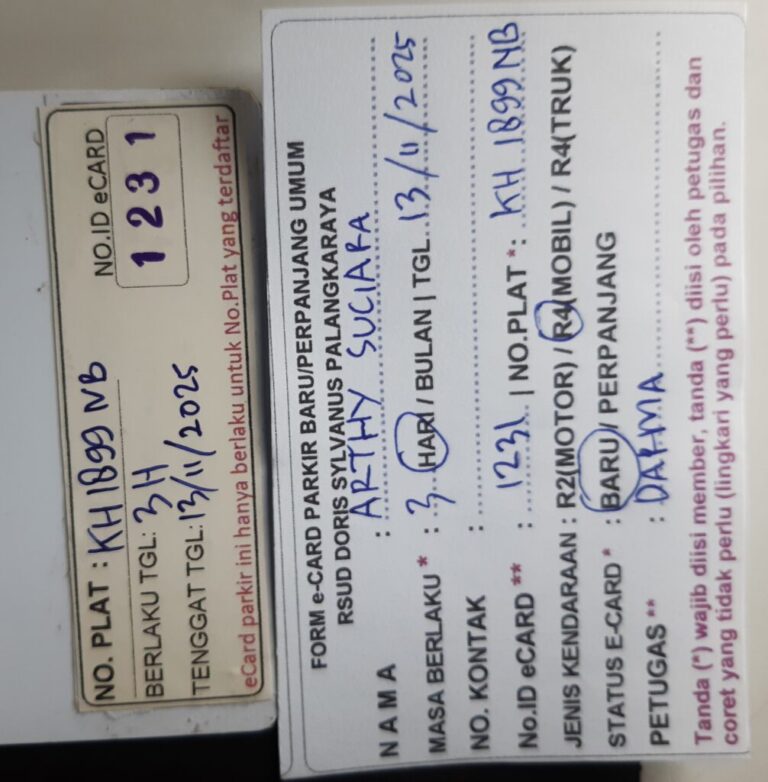 NO. PLAT : KH 1899 NB
BERLAKU TGL: 3 H
TENGGAT TGL: 13/11/2025
NO.ID eCARD
1231
eCard parkir ini hanya berlaku untuk No.Plat yang terdaftar
FORM e-CARD PARKIR BARU/PERPANJANG UMUM
RSUD DORIS SYLVANUS PALANGKARAYA
N A M A : ARTHY SUCIARA
MASA BERLAKU * : 3 HARI / BULAN | TGL 13/11/2025
NO. KONTAK :
No.ID eCARD ** : 1231 | NO.PLAT * : KH 1899 NB
JENIS KENDARAAN : R2(MOTOR) / R4(MOBIL) / R4(TRUK)
STATUS E-CARD * : BARU / PERPANJANG
PETUGAS ** : DAHMA
Tanda (*) wajib diisi member, tanda (**) diisi oleh petugas dan
coret yang tidak perlu (lingkari yang perlu) pada pilihan.